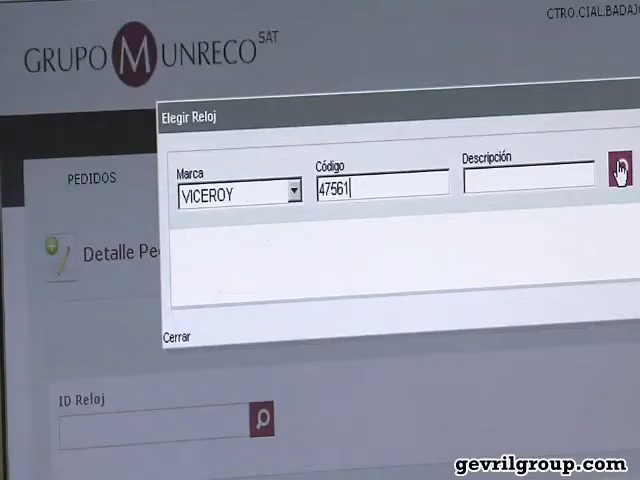 CTRO.CIAL.BADAJO
GRUPO MUNRECO SAT
Elegir Reloj
Marca
Código
Descripción
VICEROY
47561
PEDIDOS
Detalle Pe
Cerrar
ID Reloj
gevrilgroup.com